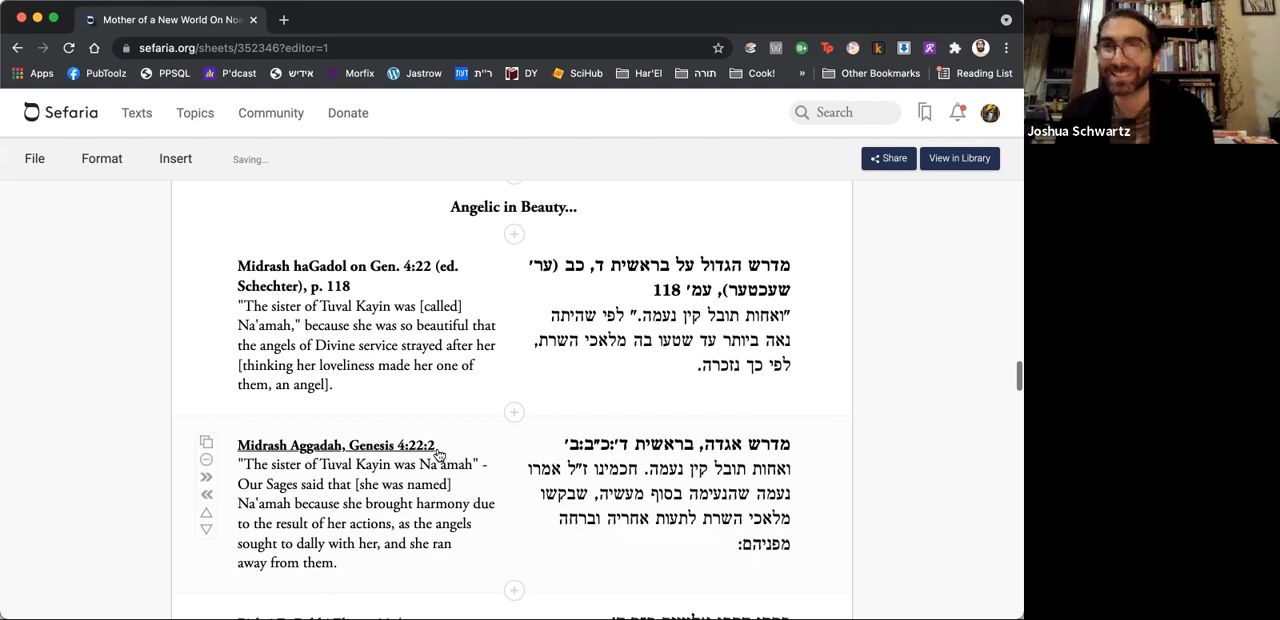 Mother of a New World On Noa
sefaria.org/sheets/352346?editor=1
Apps
PubToolz
PPSQL
P'dcast
אידיש
Morfix
Jastrow
ר״ת
DY
SciHub
Har'El
תורה
Cook!
»
Other Bookmarks
Reading List
Sefaria
Texts
Topics
Community
Donate
Search
File
Format
Insert
Saving...
Share
View in Library
Joshua Schwartz
Angelic in Beauty...
Midrash haGadol on Gen. 4:22 (ed.
Schechter), p. 118
"The sister of Tuval Kayin was [called]
Na'amah," because she was so beautiful that
the angels of Divine service strayed after her
[thinking her loveliness made her one of
them, an angel].
מדרש הגדול על בראשית ד, כב (ער׳
שעכטער), עמ׳ 118
"ואחות תובל קין נעמה." לפי שהיתה
נאה ביותר עד שטעו בה מלאכי השרת,
לפי כך נזכרה.
Midrash Aggadah, Genesis 4:22:2
"The sister of Tuval Kayin was Na'amah" -
Our Sages said that [she was named]
Na'amah because she brought harmony due
to the result of her actions, as the angels
sought to dally with her, and she ran
away from them.
מדרש אגדה, בראשית ד׳:כ״ב:ב׳
ואחות תובל קין נעמה. חכמינו ז״ל אמרו
נעמה שהנעימה בסוף מעשיה, שבקשו
מלאכי השרת לתעות אחריה וברחה
מפניהם: